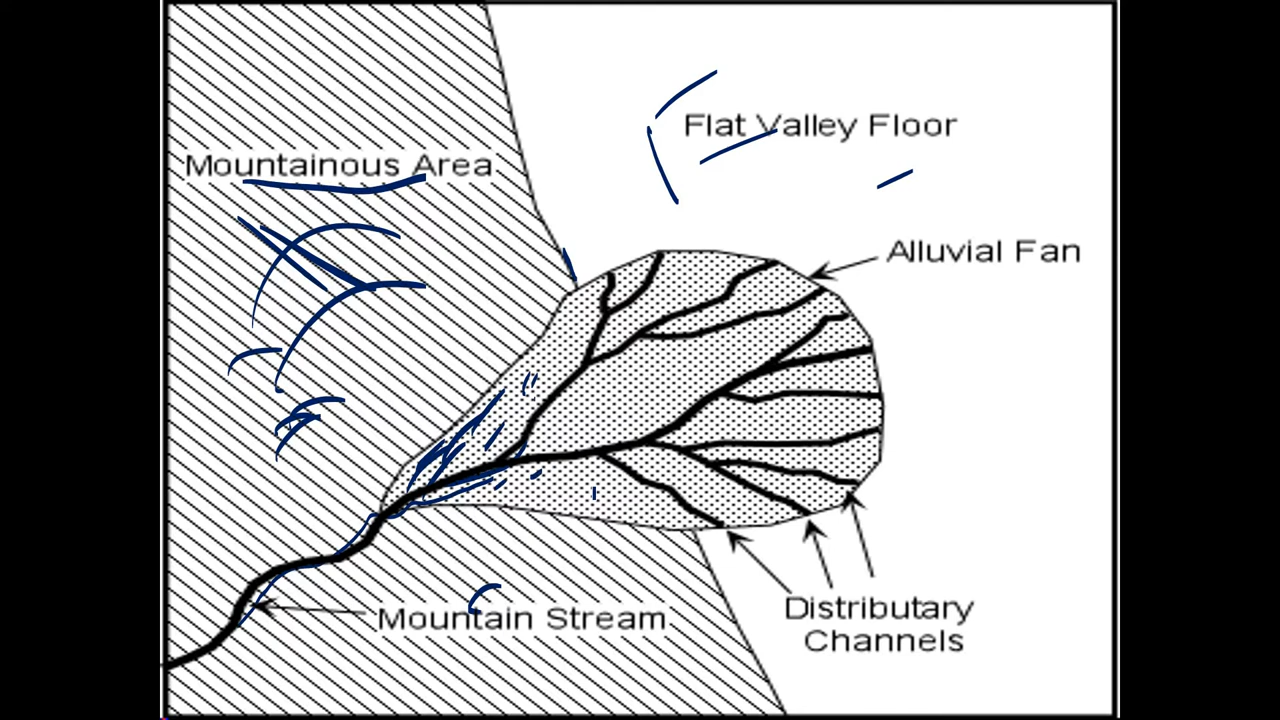 Flat Valley Floor
Mountainous Area
Alluvial Fan
Mountain Stream
Distributary
Channels